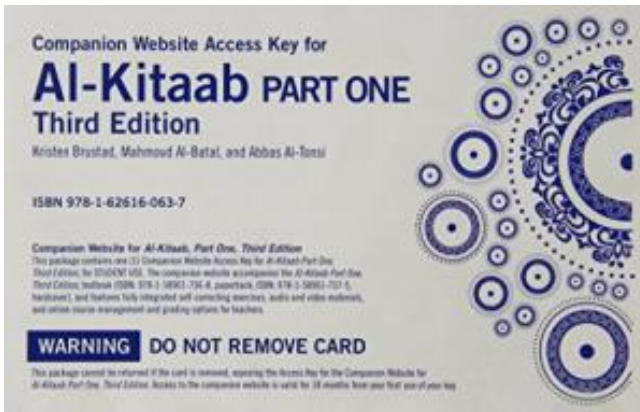 Companion Website Access Key for
Al-Kitaab PART ONE
Third Edition
Kristen Brustad, Mahmoud Al-Batal, and Abbas Al-Tonsi
ISBN 978-1-62616-063-7
Companion Website for Al-Kitaab, Part One, Third Edition
This package contains one (1) Companion Website Access Key for Al-Kitaab Part One,
Third Edition, for STUDENT USE. The companion website accompanies the Al-Kitaab Part One,
Third Edition, textbook (ISBN: 978-1-58901-736-8, paperback, ISBN: 978-1-58901-737-5,
hardcover), and features fully integrated self-correcting exercises, audio and video materials,
and online course management and grading options for teachers.
WARNING DO NOT REMOVE CARD
This package cannot be returned if the card is removed, exposing the Access Key for the Companion Website for
Al-Kitaab Part One, Third Edition. Access to the companion website is valid for 18 months from your first use of your key.